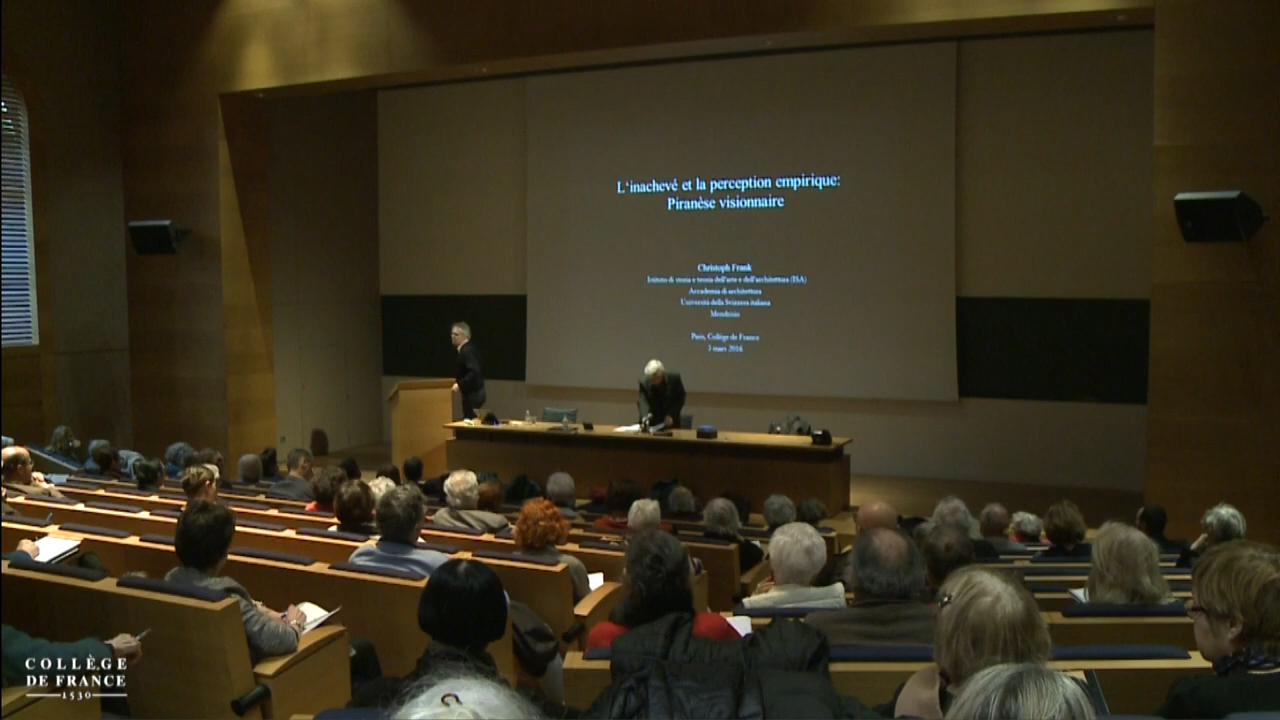 L'inachevé et la perception empirique:
Piranèse visionnaire
Christoph Frank
Istituto di storia e teoria dell'arte e dell'architettura (ISA)
Accademia di architettura
Università della Svizzera italiana
Mendrisio
Paris, Collège de France
3 mars 2016
COLLÈGE
DE FRANCE
1530